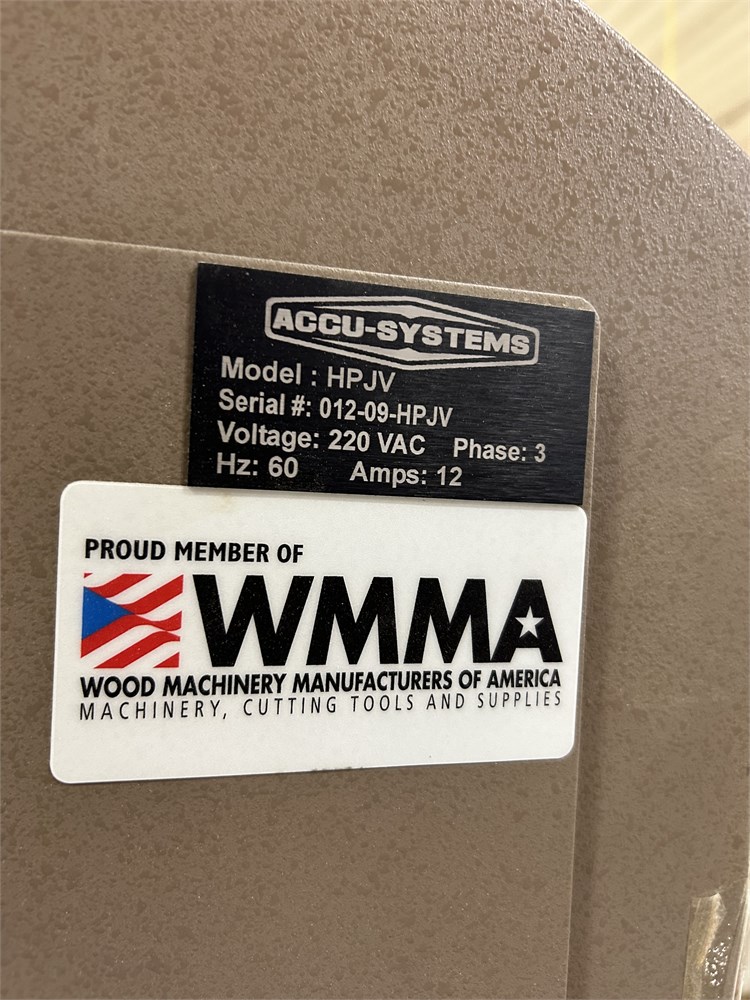 ACCU-SYSTEMS
Model : HPJV
Serial #: 012-09-HPJV
Voltage: 220 VAC Phase: 3
Hz: 60 Amps: 12
PROUD MEMBER OF
WMMA
WOOD MACHINERY MANUFACTURERS OF AMERICA
MACHINERY, CUTTING TOOLS AND SUPPLIES